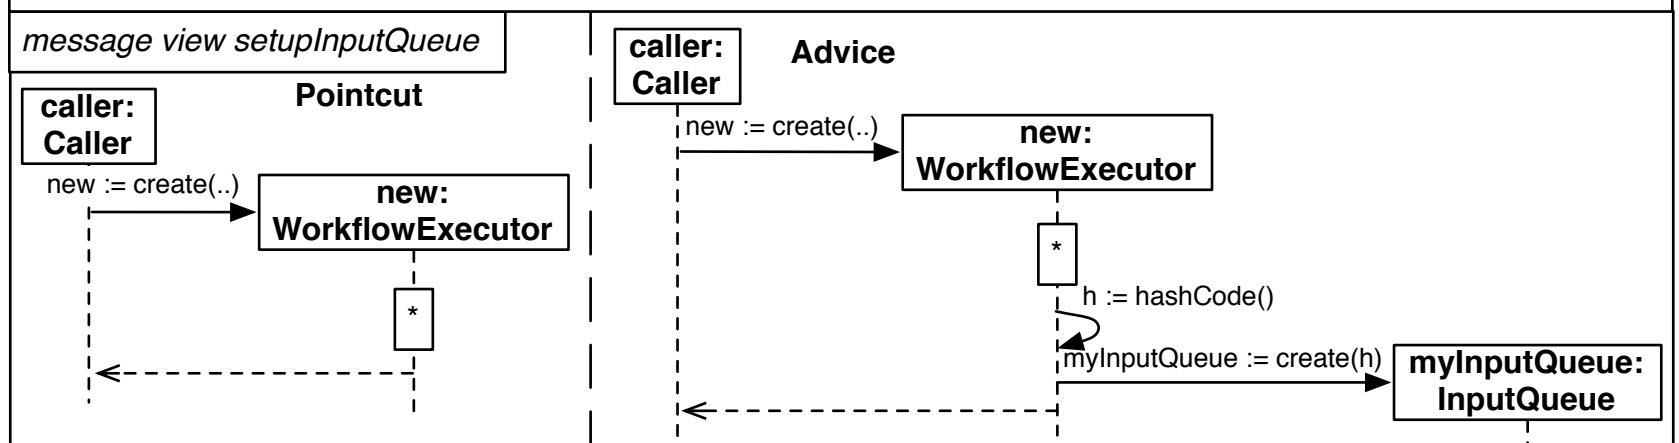 message view setupInputQueue
Pointcut
caller:
Caller
new := create(..)
new:
WorkflowExecutor
*
Advice
caller:
Caller
new := create(..)
new:
WorkflowExecutor
*
h := hashCode()
myInputQueue := create(h)
myInputQueue:
InputQueue